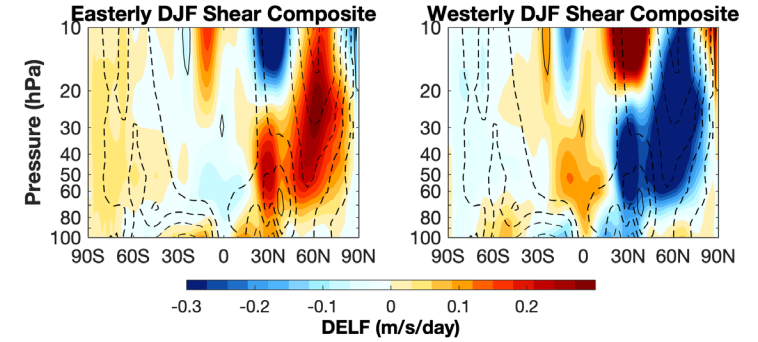 Easterly DJF Shear Composite
Westerly DJF Shear Composite
Pressure (hPa)
10
20
30
40
50
60
80
100
90S 60S 30S 0 30N 60N 90N
10
20
30
40
50
60
80
100
90S 60S 30S 0 30N 60N 90N
-0.3 -0.2 -0.1 0 0.1 0.2
DELF (m/s/day)